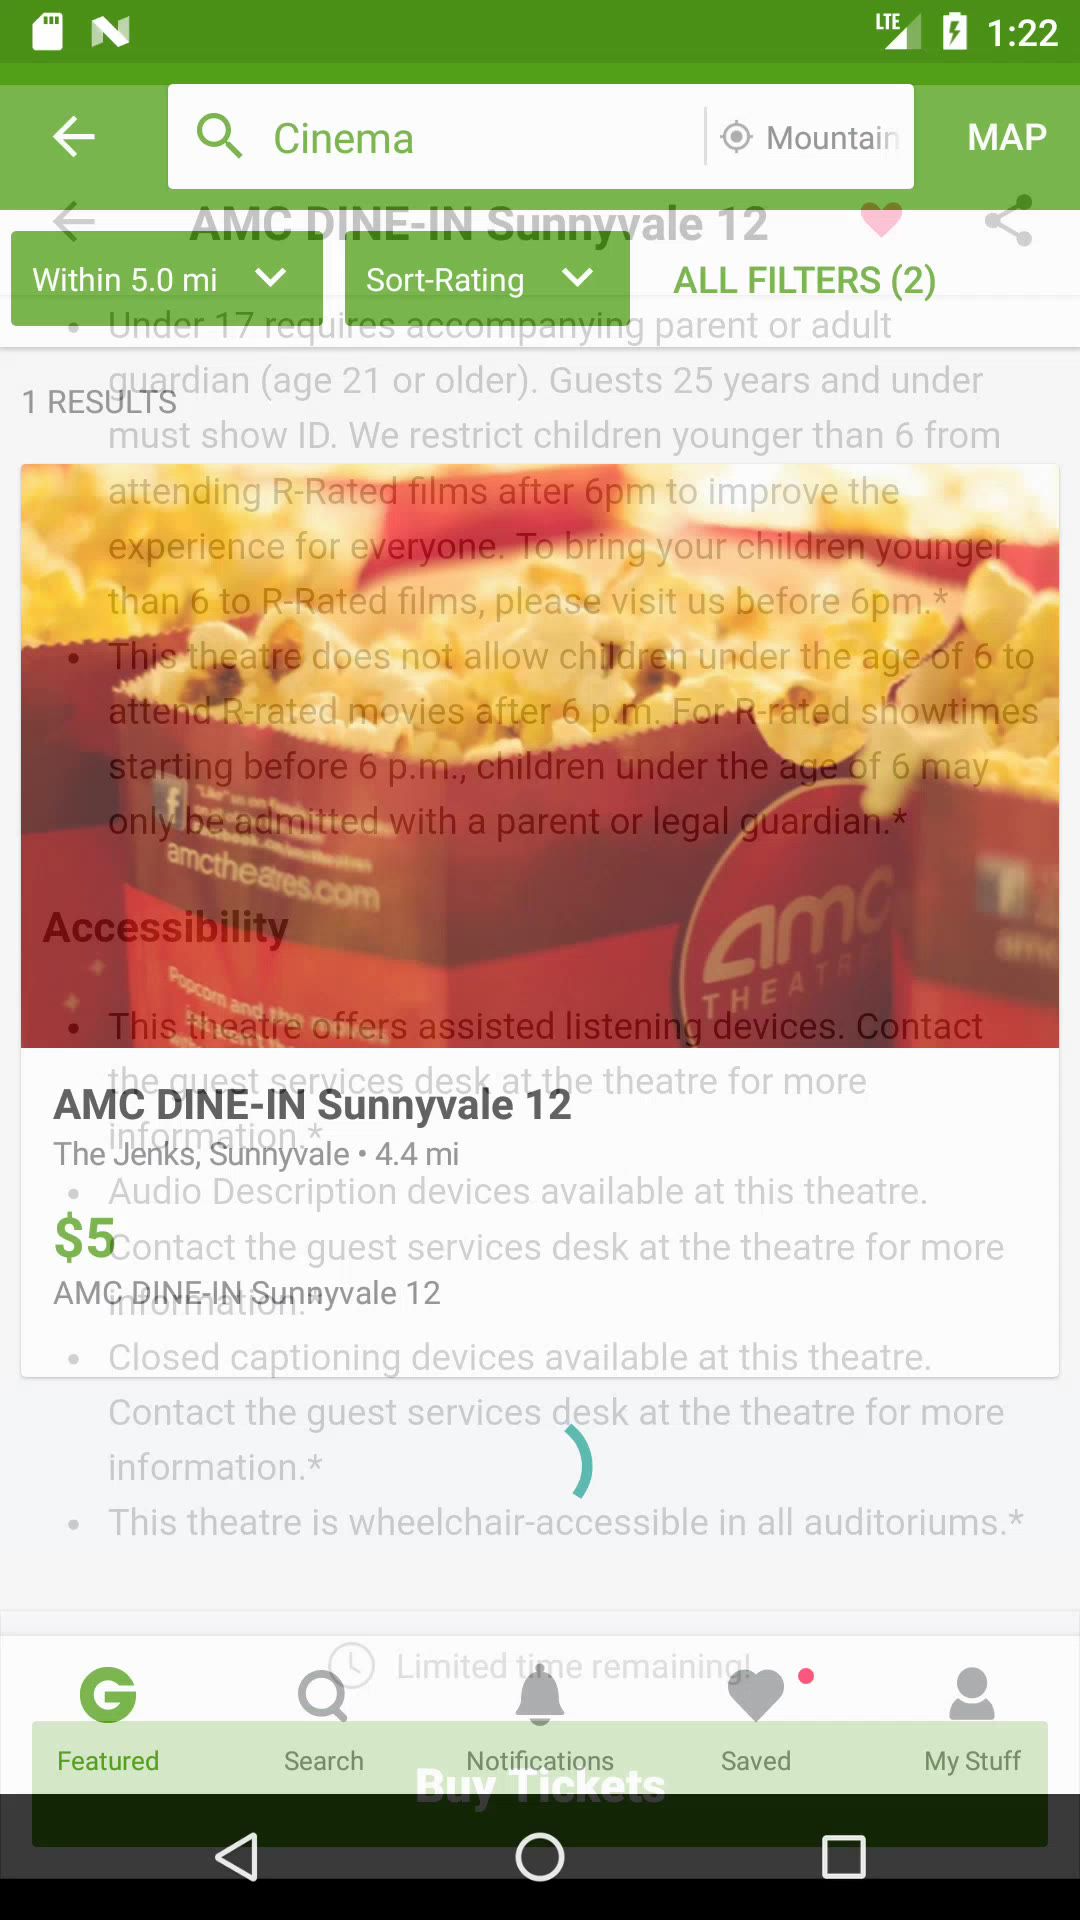 LTE 1:22
Cinema Mountain MAP
AMC DINE-IN Sunnyvale 12
Within 5.0 mi Sort-Rating ALL FILTERS (2)
Under 17 requires accompanying parent or adult
guardian (age 21 or older). Guests 25 years and under
1 RESULTS
must show ID. We restrict children younger than 6 from
attending R-Rated films after 6pm to improve the
experience for everyone. To bring your children younger
than 6 to R-Rated films, please visit us before 6pm.*
• This theatre does not allow children under the age of 6 to
attend R-rated movies after 6 p.m. For R-rated showtimes
starting before 6 p.m., children under the age of 6 may
only be admitted with a parent or legal guardian.*
amctheatres.com
amc
THEATRE
Accessibility
Popcorn and the
• This theatre offers assisted listening devices. Contact
the guest services desk at the theatre for more
information.*
AMC DINE-IN Sunnyvale 12
The Jenks, Sunnyvale • 4.4 mi
• Audio Description devices available at this theatre.
Contact the guest services desk at the theatre for more
information.*
$5
AMC DINE-IN Sunnyvale 12
• Closed captioning devices available at this theatre.
Contact the guest services desk at the theatre for more
information.*
• This theatre is wheelchair-accessible in all auditoriums.*
Limited time remaining!
Featured Search Notifications Saved My Stuff
Buy Tickets